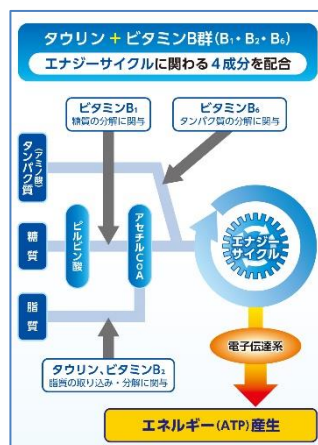 タウリン+ビタミンB群(B₁・B₂・B₆)
エナジーサイクルに関わる4成分を配合
ビタミンB₁
糖質の分解に関与
ビタミンB₆
タンパク質の分解に関与
タンパク質
(アミノ酸)
糖質
ピルビン酸
アセチルCoA
エナジー
サイクル
脂質
タウリン、ビタミンB₂
脂質の取り込み・分解に関与
電子伝達系
エネルギー(ATP)産生